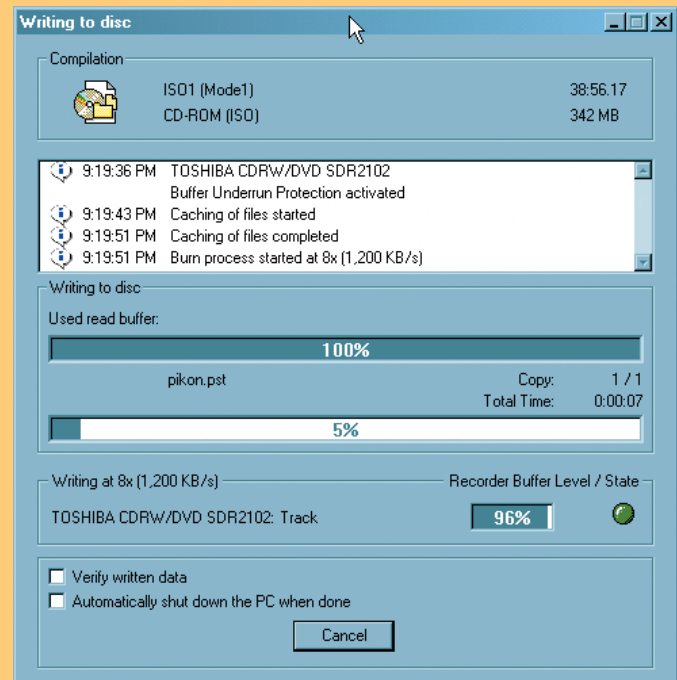 Writing to disc
Compilation
ISO1 (Mode1) 38:56.17
CD-ROM (ISO) 342 MB
9:19:36 PM TOSHIBA CDRW/DVD SDR2102
Buffer Underrun Protection activated
9:19:43 PM Caching of files started
9:19:51 PM Caching of files completed
9:19:51 PM Burn process started at 8x (1,200 KB/s)
Writing to disc
Used read buffer:
100%
pikon.pst Copy: 1 / 1
Total Time: 0:00:07
5%
Writing at 8x (1,200 KB/s) Recorder Buffer Level / State
TOSHIBA CDRW/DVD SDR2102: Track 96%
Verify written data
Automatically shut down the PC when done
Cancel